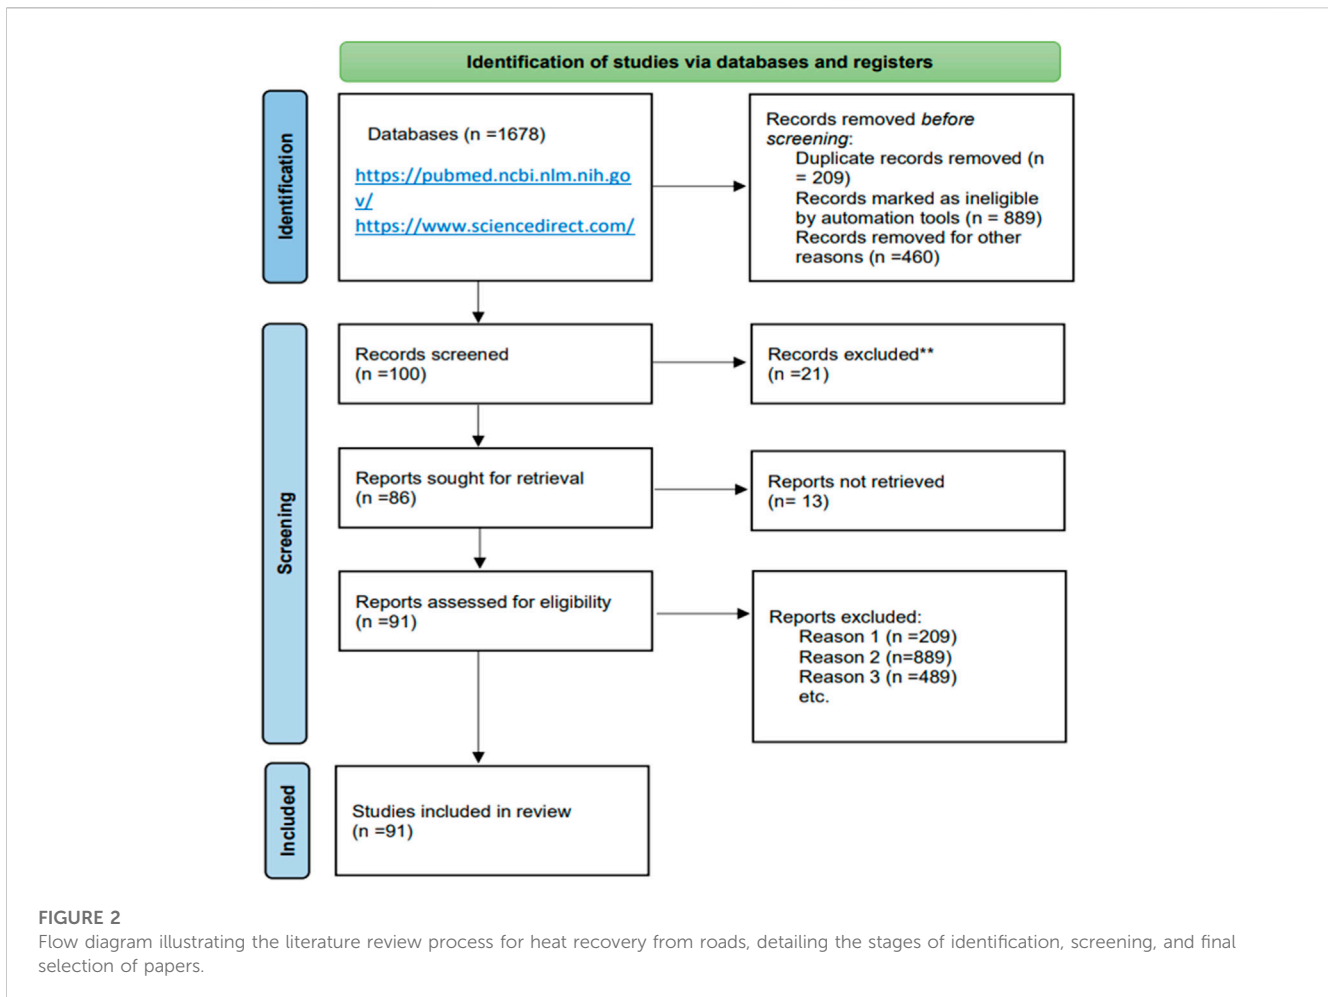 Identification of studies via databases and registers
Identification
Databases (n =1678)
https://pubmed.ncbi.nlm.nih.go
v/
https://www.sciencedirect.com/
Records removed before
screening:
Duplicate records removed (n
= 209)
Records marked as ineligible
by automation tools (n = 889)
Records removed for other
reasons (n =460)
Screening
Records screened
(n =100)
Records excluded**
(n =21)
Reports sought for retrieval
(n =86)
Reports not retrieved
(n= 13)
Reports assessed for eligibility
(n =91)
Reports excluded:
Reason 1 (n =209)
Reason 2 (n=889)
Reason 3 (n =489)
etc.
Included
Studies included in review
(n =91)
FIGURE 2
Flow diagram illustrating the literature review process for heat recovery from roads, detailing the stages of identification, screening, and final
selection of papers.